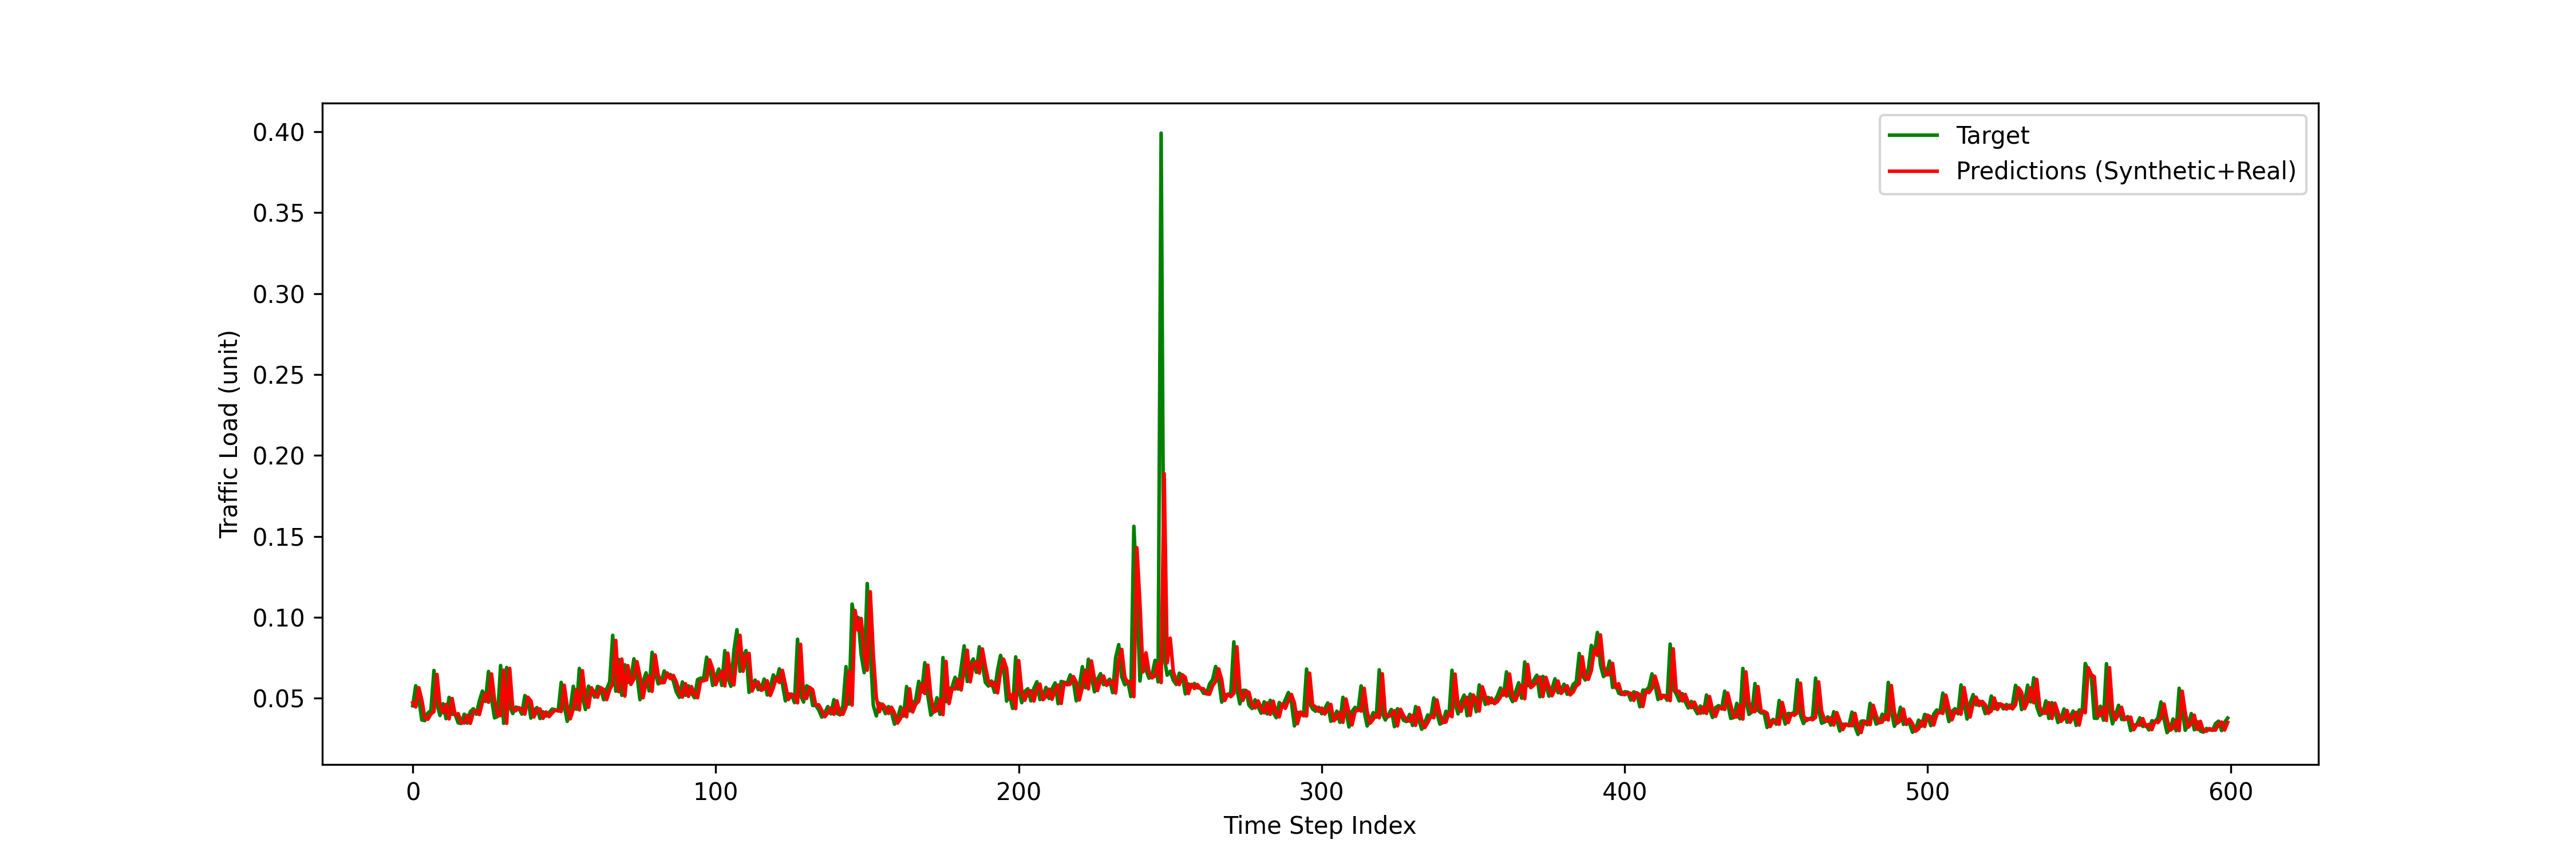 Target
Predictions (Synthetic+Real)
Traffic Load (unit)
0.40
0.35
0.30
0.25
0.20
0.15
0.10
0.05
0 100 200 300 400 500 600
Time Step Index